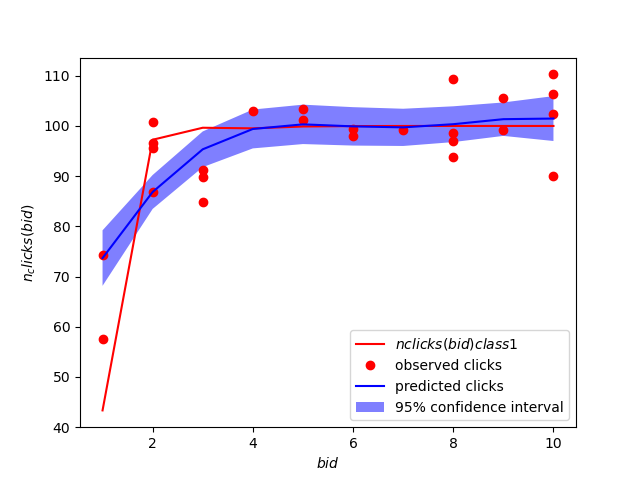 110
100
90
80
70
60
50
40
n_clicks(bid)
2
4
6
8
10
bid
nclicks(bid)class1
observed clicks
predicted clicks
95% confidence interval